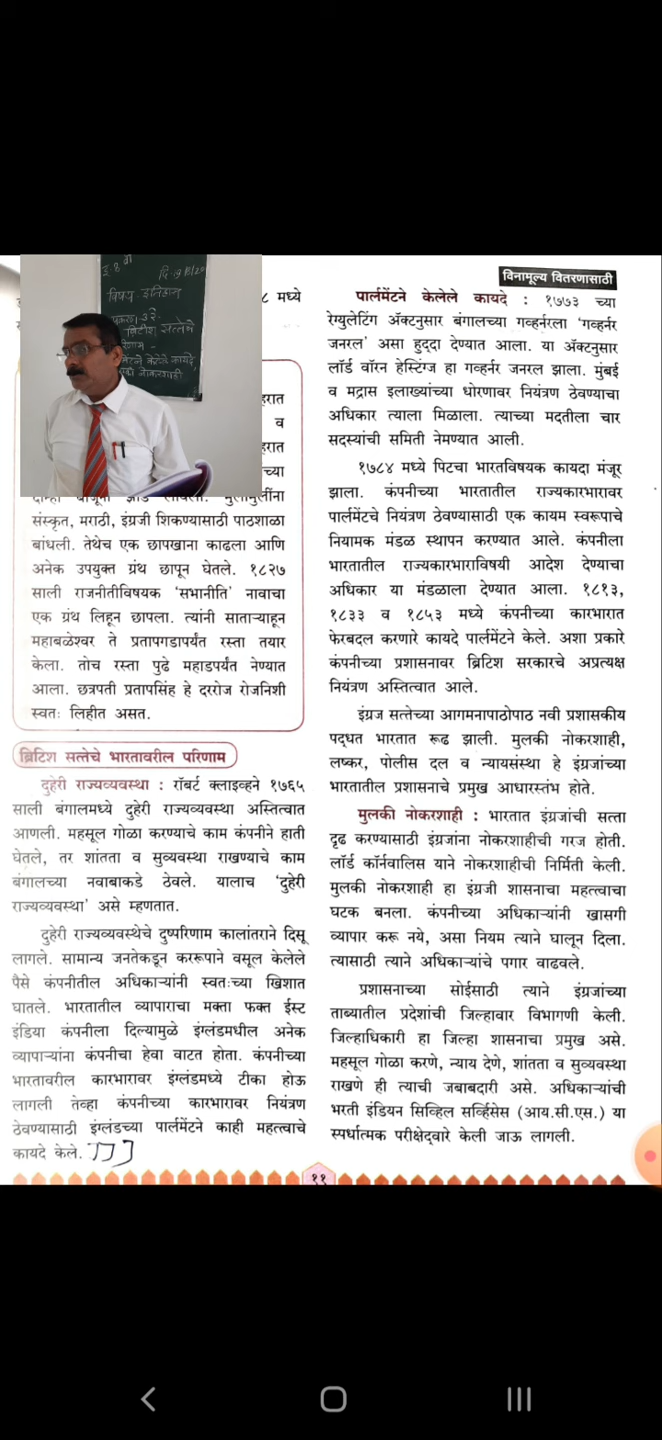 इ. ८ वी
विषय- इतिहास
प्रकरण ३ रे.
ब्रिटिश सत्तेचे
८ मध्ये
हरात
व
हरात
च्या
संस्कृत, मराठी, इंग्रजी शिकण्यासाठी पाठशाळा
बांधली. तेथेच एक छापखाना काढला आणि
अनेक उपयुक्त ग्रंथ छापून घेतले. १८२७
साली राजनीतीविषयक ‘सभानीति’ नावाचा
एक ग्रंथ लिहून छापला. त्यांनी साताऱ्याहून
महाबळेश्वर ते प्रतापगडापर्यंत रस्ता तयार
केला. तोच रस्ता पुढे महाडपर्यंत नेण्यात
आला. छत्रपती प्रतापसिंह हे दररोज रोजनिशी
स्वतः लिहीत असत.
ब्रिटिश सत्तेचे भारतावरील परिणाम
दुहेरी राज्यव्यवस्था : रॉबर्ट क्लाइव्हने १७६५
साली बंगालमध्ये दुहेरी राज्यव्यवस्था अस्तित्वात
आणली. महसूल गोळा करण्याचे काम कंपनीने हाती
घेतले, तर शांतता व सुव्यवस्था राखण्याचे काम
बंगालच्या नवाबाकडे ठेवले. यालाच ‘दुहेरी
राज्यव्यवस्था’ असे म्हणतात.
दुहेरी राज्यव्यवस्थेचे दुष्परिणाम कालांतराने दिसू
लागले. सामान्य जनतेकडून कररूपाने वसूल केलेले
पैसे कंपनीतील अधिकाऱ्यांनी स्वतःच्या खिशात
घातले. भारतातील व्यापाराचा मक्ता फक्त ईस्ट
इंडिया कंपनीला दिल्यामुळे इंग्लंडमधील अनेक
व्यापाऱ्यांना कंपनीचा हेवा वाटत होता. कंपनीच्या
भारतावरील कारभारावर इंग्लंडमध्ये टीका होऊ
लागली तेव्हा कंपनीच्या कारभारावर नियंत्रण
ठेवण्यासाठी इंग्लंडच्या पार्लमेंटने काही महत्त्वाचे
कायदे केले.
विनामूल्य वितरणासाठी
पार्लमेंटने केलेले कायदे : १७७३ च्या
रेग्युलेटिंग ॲक्टनुसार बंगालच्या गव्हर्नरला ‘गव्हर्नर
जनरल’ असा हुद्दा देण्यात आला. या ॲक्टनुसार
लॉर्ड वॉरन हेस्टिंग्ज हा गव्हर्नर जनरल झाला. मुंबई
व मद्रास इलाख्यांच्या धोरणावर नियंत्रण ठेवण्याचा
अधिकार त्याला मिळाला. त्याच्या मदतीला चार
सदस्यांची समिती नेमण्यात आली.
१७८४ मध्ये पिटचा भारतविषयक कायदा मंजूर
झाला. कंपनीच्या भारतातील राज्यकारभारावर
पार्लमेंटचे नियंत्रण ठेवण्यासाठी एक कायम स्वरूपाचे
नियामक मंडळ स्थापन करण्यात आले. कंपनीला
भारतातील राज्यकारभाराविषयी आदेश देण्याचा
अधिकार या मंडळाला देण्यात आला. १८१३,
१८३३ व १८५३ मध्ये कंपनीच्या कारभारात
फेरबदल करणारे कायदे पार्लमेंटने केले. अशा प्रकारे
कंपनीच्या प्रशासनावर ब्रिटिश सरकारचे अप्रत्यक्ष
नियंत्रण अस्तित्वात आले.
इंग्रज सत्तेच्या आगमनापाठोपाठ नवी प्रशासकीय
पद्धत भारतात रूढ झाली. मुलकी नोकरशाही,
लष्कर, पोलीस दल व न्यायसंस्था हे इंग्रजांच्या
भारतातील प्रशासनाचे प्रमुख आधारस्तंभ होते.
मुलकी नोकरशाही : भारतात इंग्रजांची सत्ता
दृढ करण्यासाठी इंग्रजांना नोकरशाहीची गरज होती.
लॉर्ड कॉर्नवालिस याने नोकरशाहीची निर्मिती केली.
मुलकी नोकरशाही हा इंग्रजी शासनाचा महत्त्वाचा
घटक बनला. कंपनीच्या अधिकाऱ्यांनी खासगी
व्यापार करू नये, असा नियम त्याने घालून दिला.
त्यासाठी त्याने अधिकाऱ्यांचे पगार वाढवले.
प्रशासनाच्या सोईसाठी त्याने इंग्रजांच्या
ताब्यातील प्रदेशांची जिल्हावार विभागणी केली.
जिल्हाधिकारी हा जिल्हा शासनाचा प्रमुख असे.
महसूल गोळा करणे, न्याय देणे, शांतता व सुव्यवस्था
राखणे ही त्याची जबाबदारी असे. अधिकाऱ्यांची
भरती इंडियन सिव्हिल सर्व्हिसेस (आय.सी.एस.) या
स्पर्धात्मक परीक्षेद्वारे केली जाऊ लागली.
११